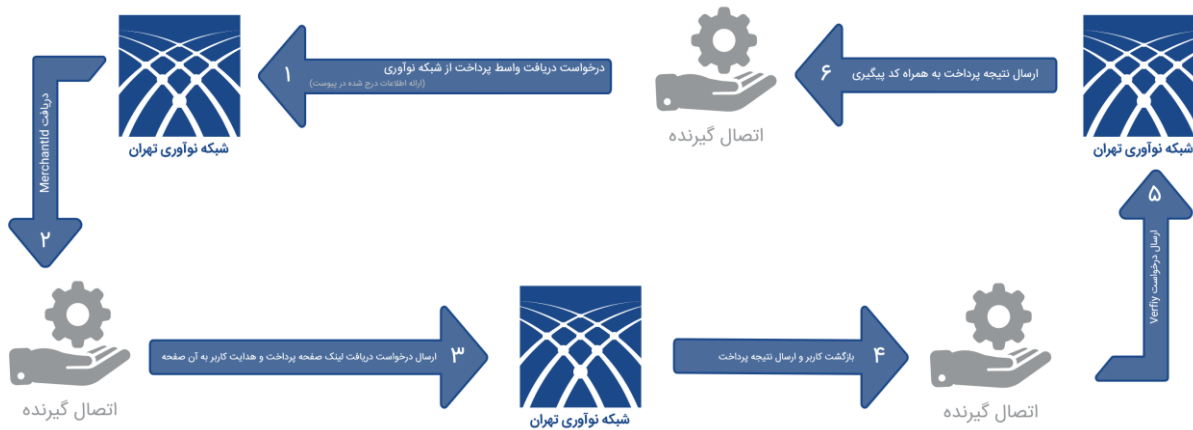 ۱
درخواست دریافت واسط پرداخت از شبکه نوآوری
(ارائه اطلاعات درج شده در پیوست)
شبکه نوآوری تهران
دریافت MerchantId
۲
اتصال گیرنده
۳
ارسال درخواست دریافت لینک صفحه پرداخت و هدایت کاربر به آن صفحه
شبکه نوآوری تهران
۴
بازگشت کاربر و ارسال نتیجه پرداخت
اتصال گیرنده
۵
ارسال درخواست Verfiy
شبکه نوآوری تهران
۶
ارسال نتیجه پرداخت به همراه کد پیگیری
اتصال گیرنده